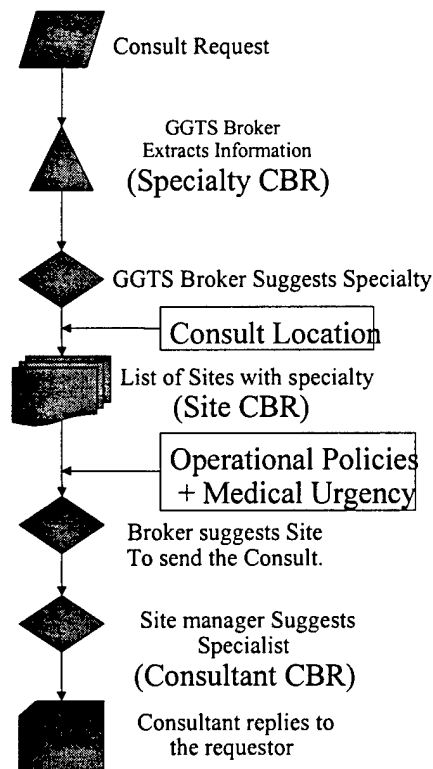 Consult Request
GGTS Broker
Extracts Information
(Specialty CBR)
GGTS Broker Suggests Specialty
Consult Location
List of Sites with specialty
(Site CBR)
Operational Policies
+ Medical Urgency
Broker suggests Site
To send the Consult.
Site manager Suggests
Specialist
(Consultant CBR)
Consultant replies to
the requestor